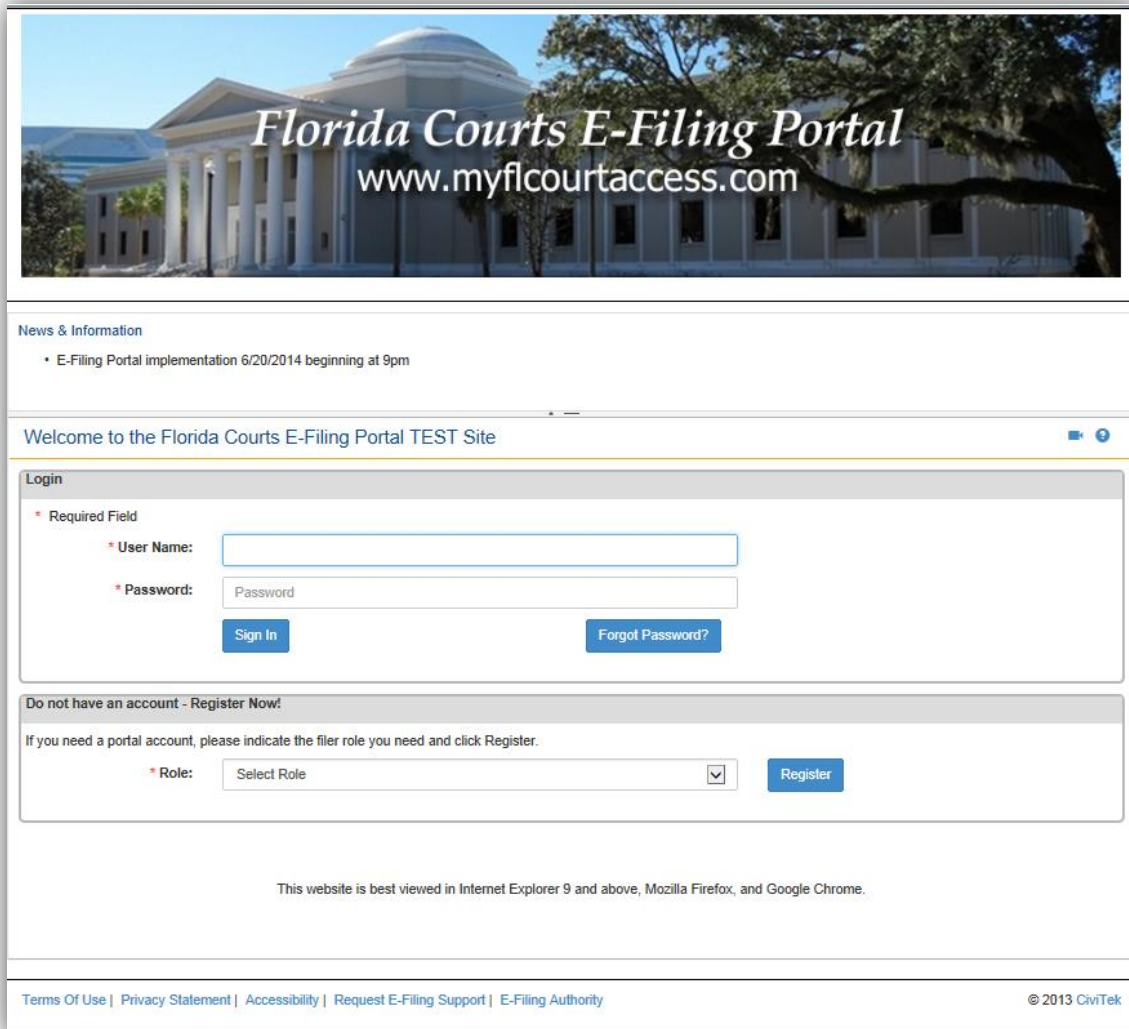 Florida Courts E-Filing Portal
www.myflcourtaccess.com
News & Information
• E-Filing Portal implementation 6/20/2014 beginning at 9pm
Welcome to the Florida Courts E-Filing Portal TEST Site
Login
* Required Field
* User Name:
* Password: Password
Sign In Forgot Password?
Do not have an account - Register Now!
If you need a portal account, please indicate the filer role you need and click Register.
* Role: Select Role Register
This website is best viewed in Internet Explorer 9 and above, Mozilla Firefox, and Google Chrome.
Terms Of Use | Privacy Statement | Accessibility | Request E-Filing Support | E-Filing Authority © 2013 CiviTek